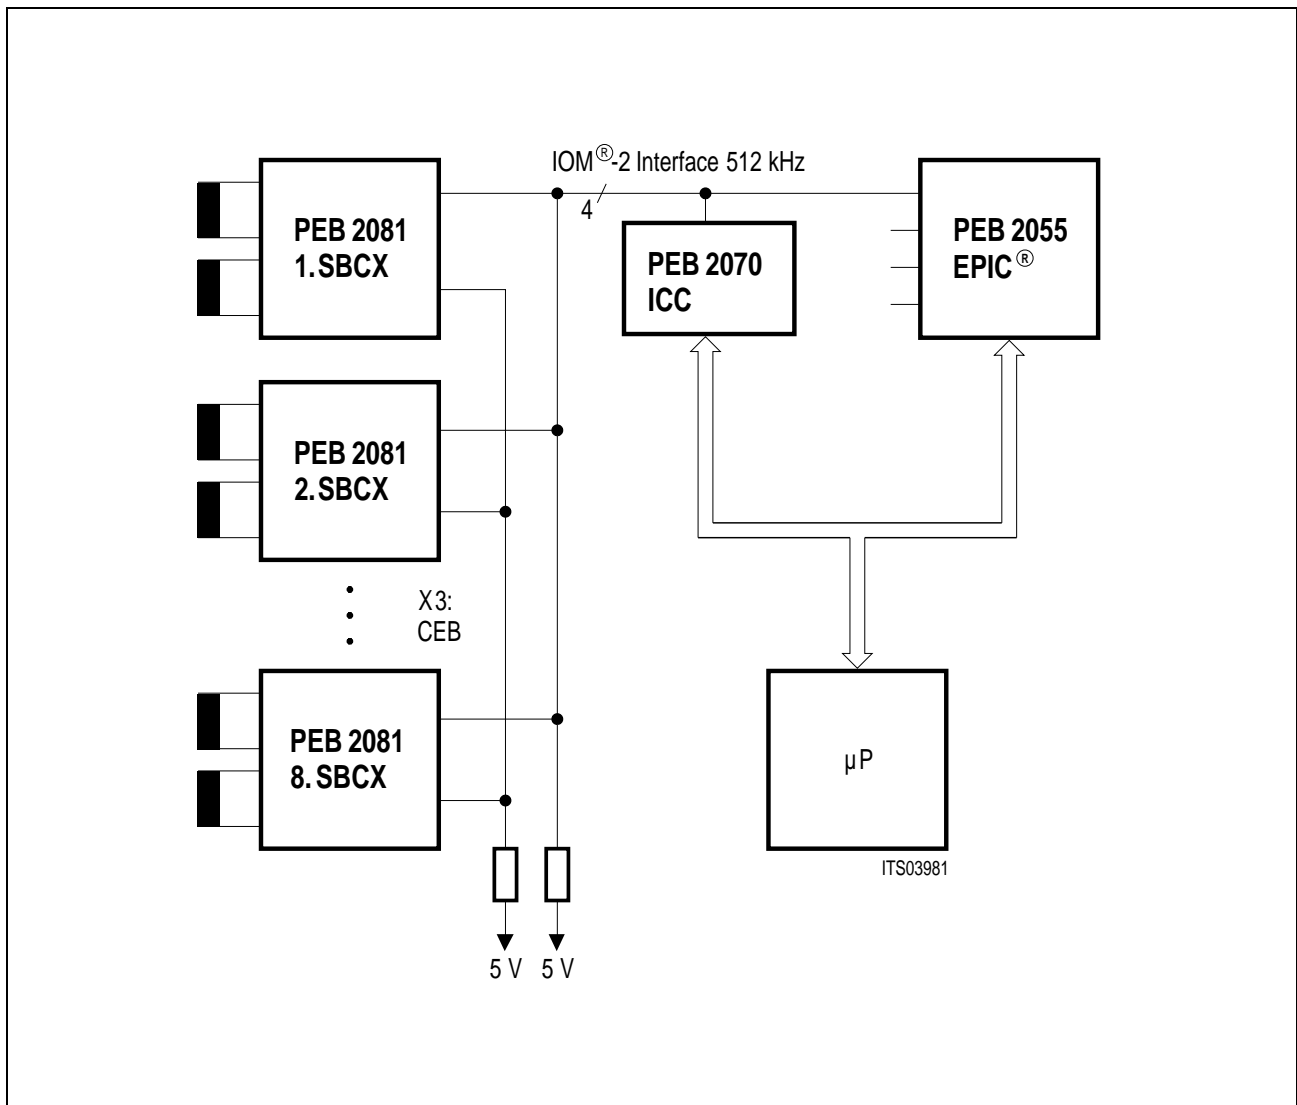 IOM®-2 Interface 512 kHz
4
PEB 2081
1. SBCX
PEB 2070
ICC
PEB 2055
EPIC®
PEB 2081
2. SBCX
X3:
CEB
PEB 2081
8. SBCX
µP
ITS03981
5 V 5 V